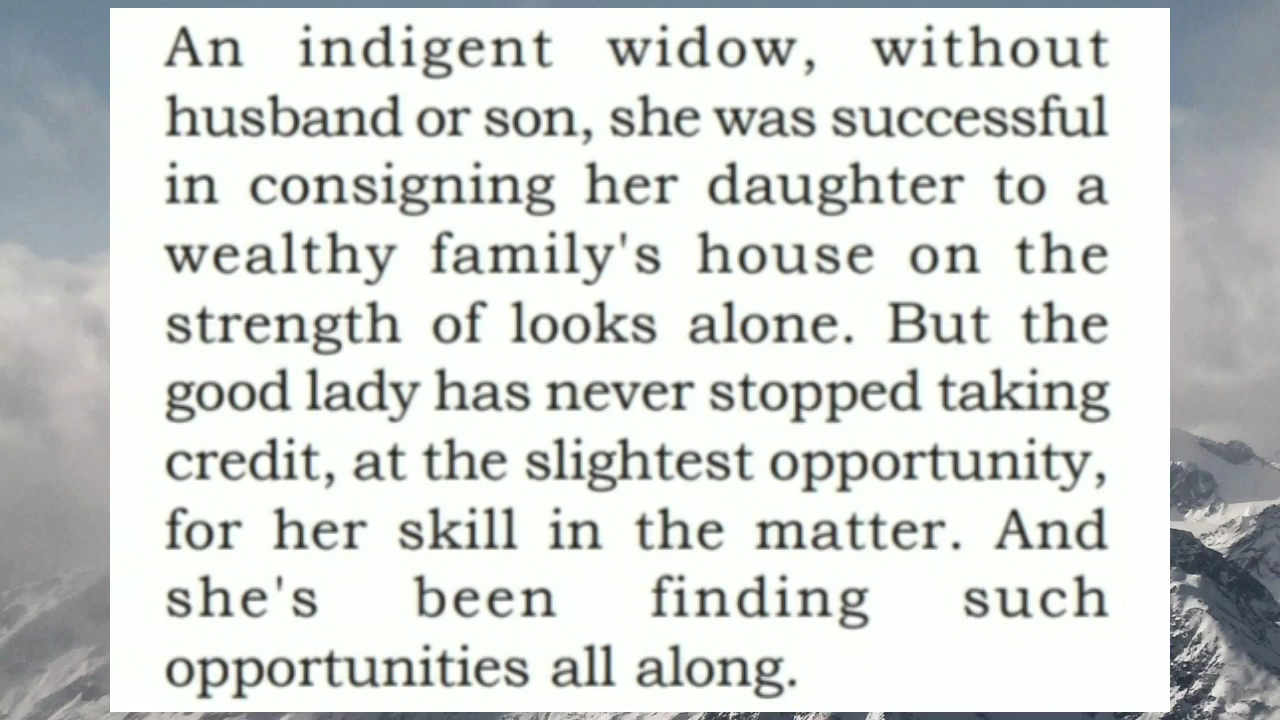 An indigent widow, without
husband or son, she was successful
in consigning her daughter to a
wealthy family's house on the
strength of looks alone. But the
good lady has never stopped taking
credit, at the slightest opportunity,
for her skill in the matter. And
she's been finding such
opportunities all along.